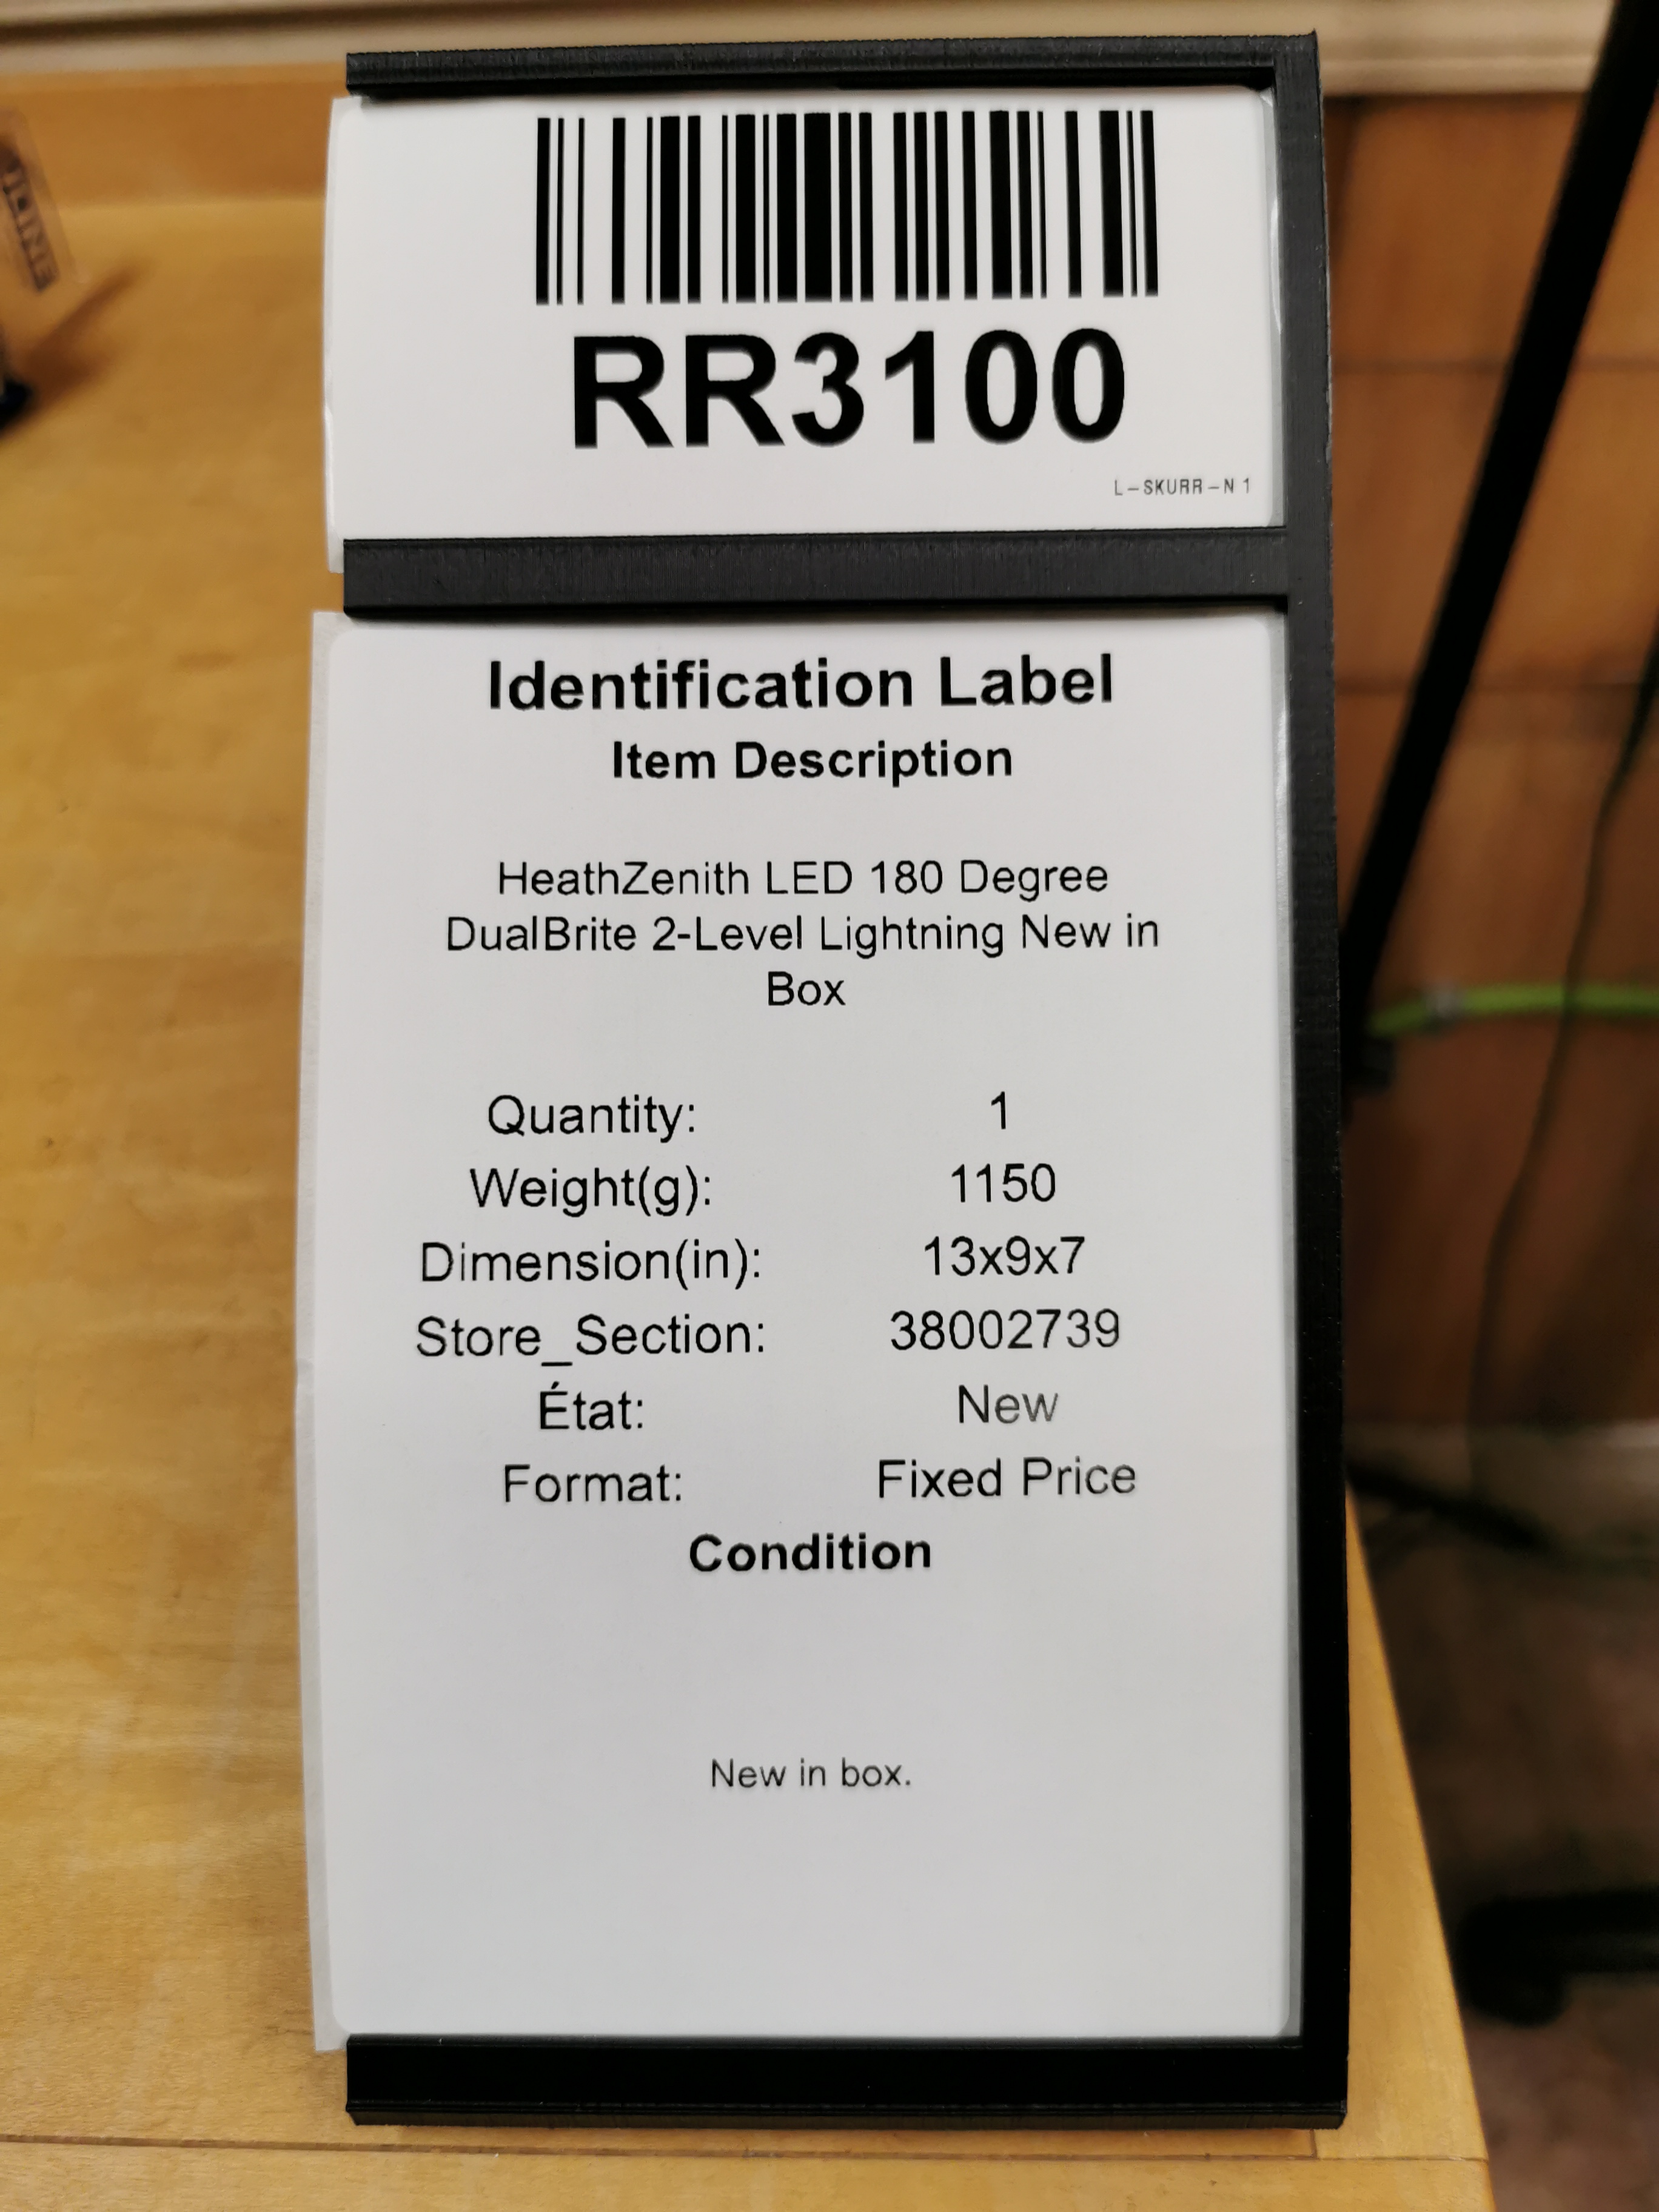 RR3100
L-SKURR-N 1
Identification Label
Item Description
HeathZenith LED 180 Degree
DualBrite 2-Level Lightning New in
Box
Quantity: 1
Weight(g): 1150
Dimension(in): 13x9x7
Store_Section: 38002739
État: New
Format: Fixed Price
Condition
New in box.